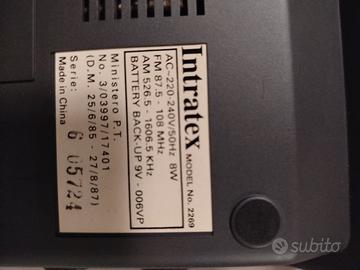 Intratex
MODEL No. 2269
AC~220-240V/50Hz 8W
FM 87.5 - 108 MHz
AM 526.5 - 1606.5 KHz
BATTERY BACK-UP 9V - 006VP
Ministero P.T.
No. 3/03997/17401
(D.M. 25/6/85 - 27/8/87)
Serie: 6 05724
Made in China
subito